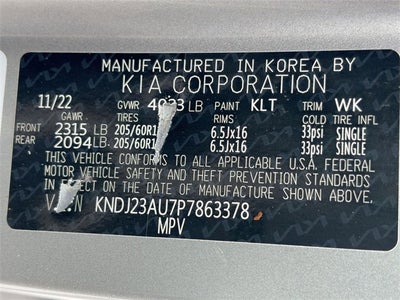 MANUFACTURED IN KOREA BY
KIA CORPORATION
11/22 GVWR LB PAINT KLT TRIM WK
GAWR TIRES RIMS COLD TIRE INFL
FRONT 2315 LB 205/60R1 6.5Jx16 33psi SINGLE
REAR 2094 LB 205/60R1 6.5Jx16 33psi SINGLE
THIS VEHICLE CONFORMS TO ALL APPLICABLE U.S.A. FEDERAL
MOTOR VEHICLE SAFETY AND THEFT PREVENTION STANDARDS
IN EFFECT ON THE DATE OF MANUFACTURE SHOWN ABOVE.
KNDJ23AU7P7863378
MPV